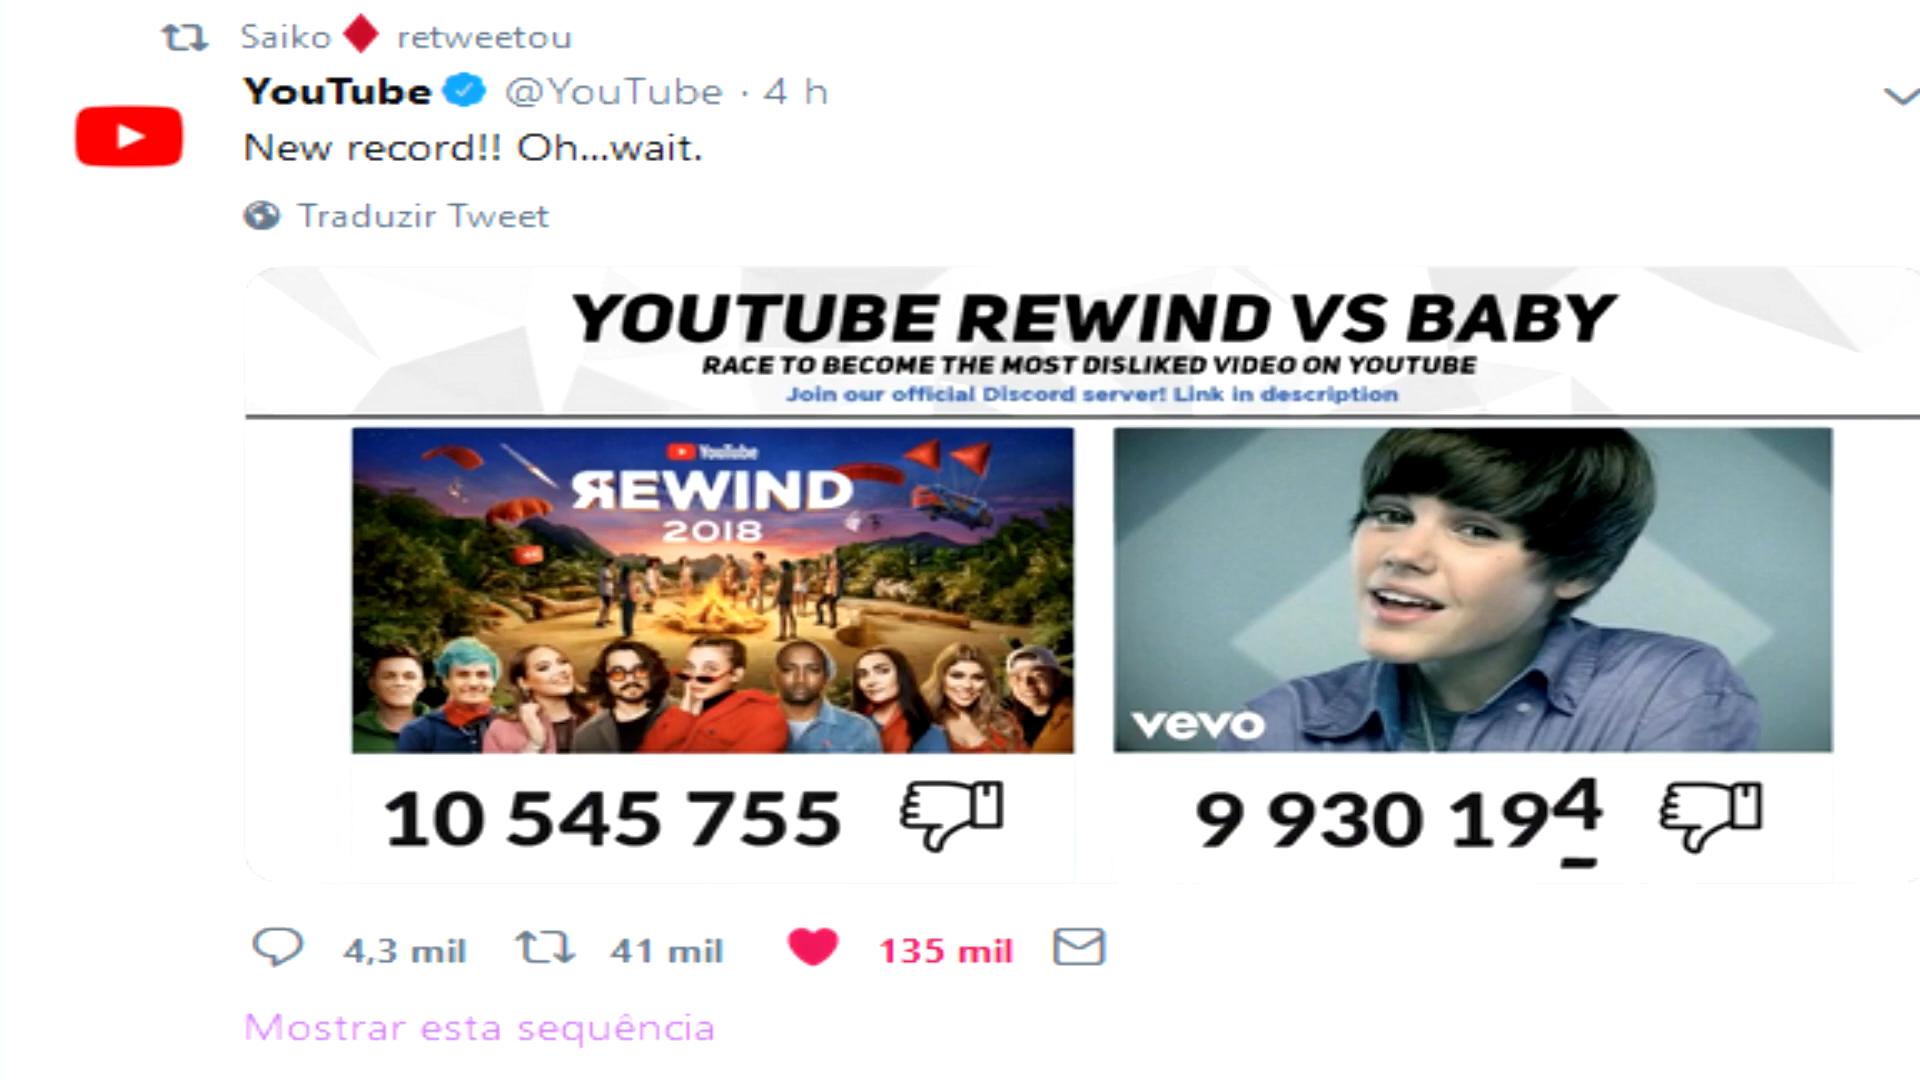 Saiko retweetou
YouTube @YouTube · 4 h
New record!! Oh...wait.
Traduzir Tweet
YOUTUBE REWIND VS BABY
RACE TO BECOME THE MOST DISLIKED VIDEO ON YOUTUBE
Join our official Discord server! Link in description
YouTube
REWIND
2018
vevo
10 545 755
9 930 194
4,3 mil 41 mil 135 mil
Mostrar esta sequência